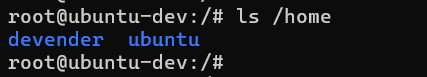 root@ubuntu-dev:/# ls /home
devender  ubuntu
root@ubuntu-dev:/#